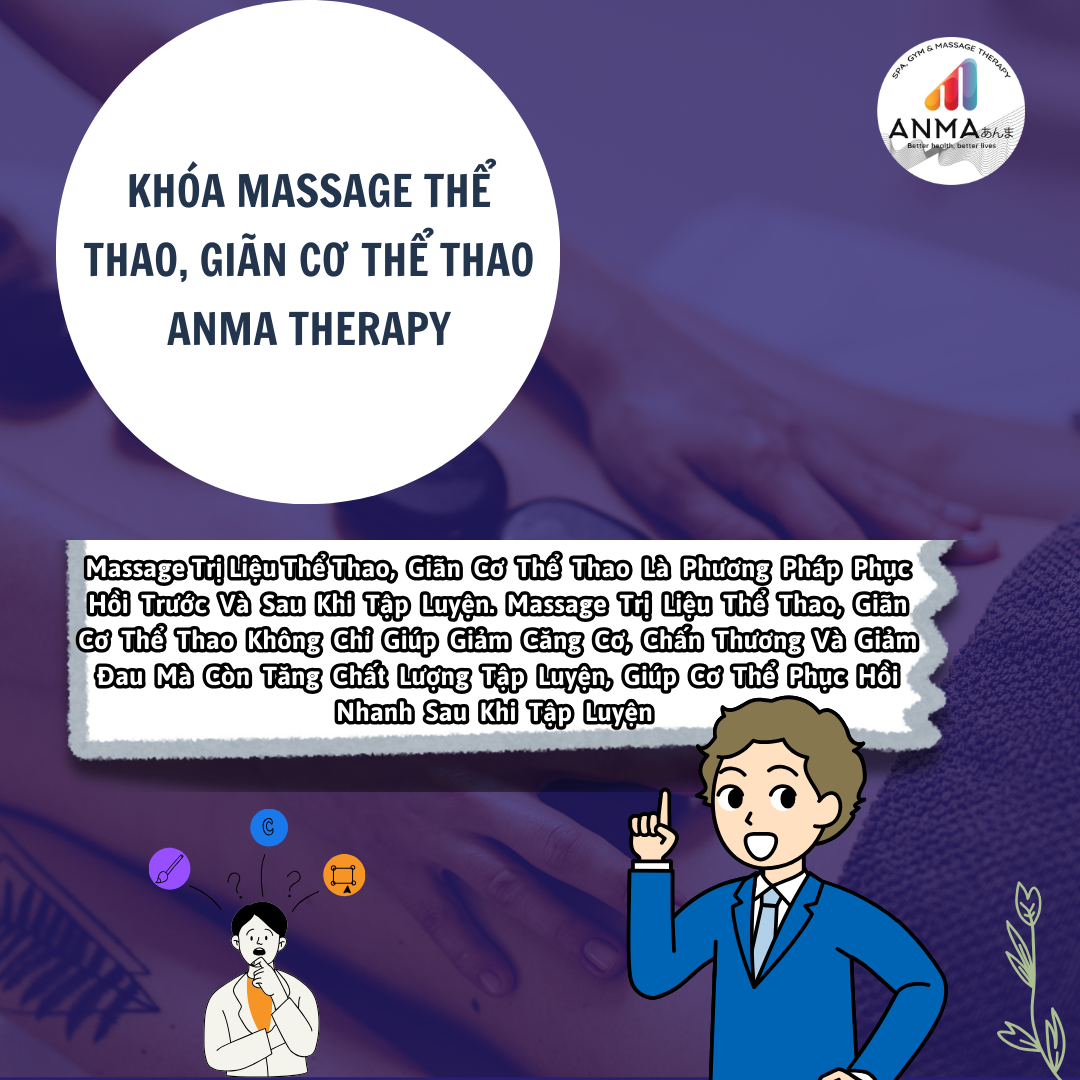 SPA, GYM & MASSAGE THERAPY
ANMA あんま
Better health, better lives
KHÓA MASSAGE THỂ
THAO, GIÃN CƠ THỂ THAO
ANMA THERAPY
Massage Trị Liệu Thể Thao, Giãn Cơ Thể Thao Là Phương Pháp Phục
Hồi Trước Và Sau Khi Tập Luyện. Massage Trị Liệu Thể Thao, Giãn
Cơ Thể Thao Không Chỉ Giúp Giảm Căng Cơ, Chấn Thương Và Giảm
Đau Mà Còn Tăng Chất Lượng Tập Luyện, Giúp Cơ Thể Phục Hồi
Nhanh Sau Khi Tập Luyện
C
? ?